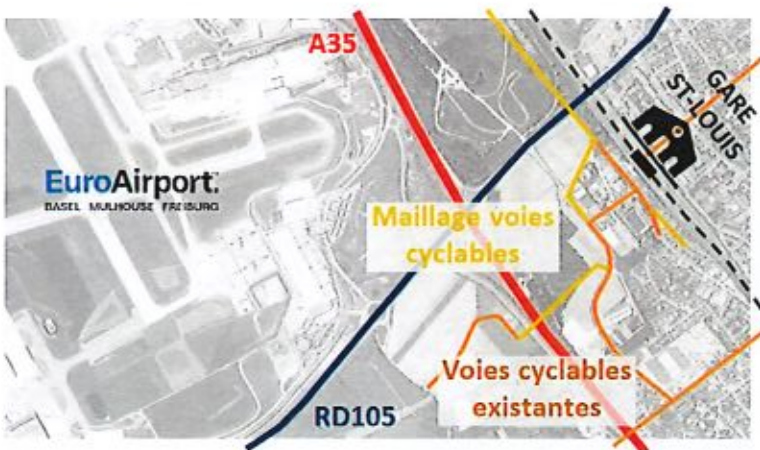 A35
GARE
ST-LOUIS
EuroAirport.
BASEL MULHOUSE FREIBURG
Maillage voies
cyclables
Voies cyclables
existantes
RD105